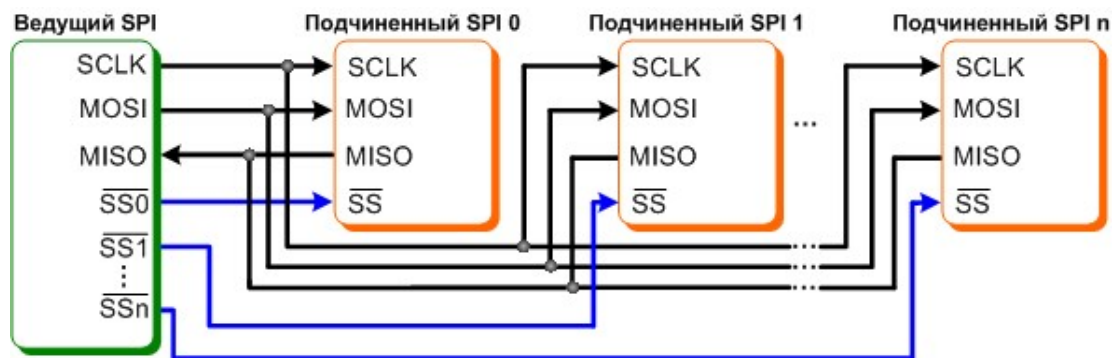 Ведущий SPI
SCLK
MOSI
MISO
SS0
SS1
⋮
SSn
Подчиненный SPI 0
SCLK
MOSI
MISO
SS
Подчиненный SPI 1
SCLK
MOSI
MISO
SS
...
Подчиненный SPI n
SCLK
MOSI
MISO
SS